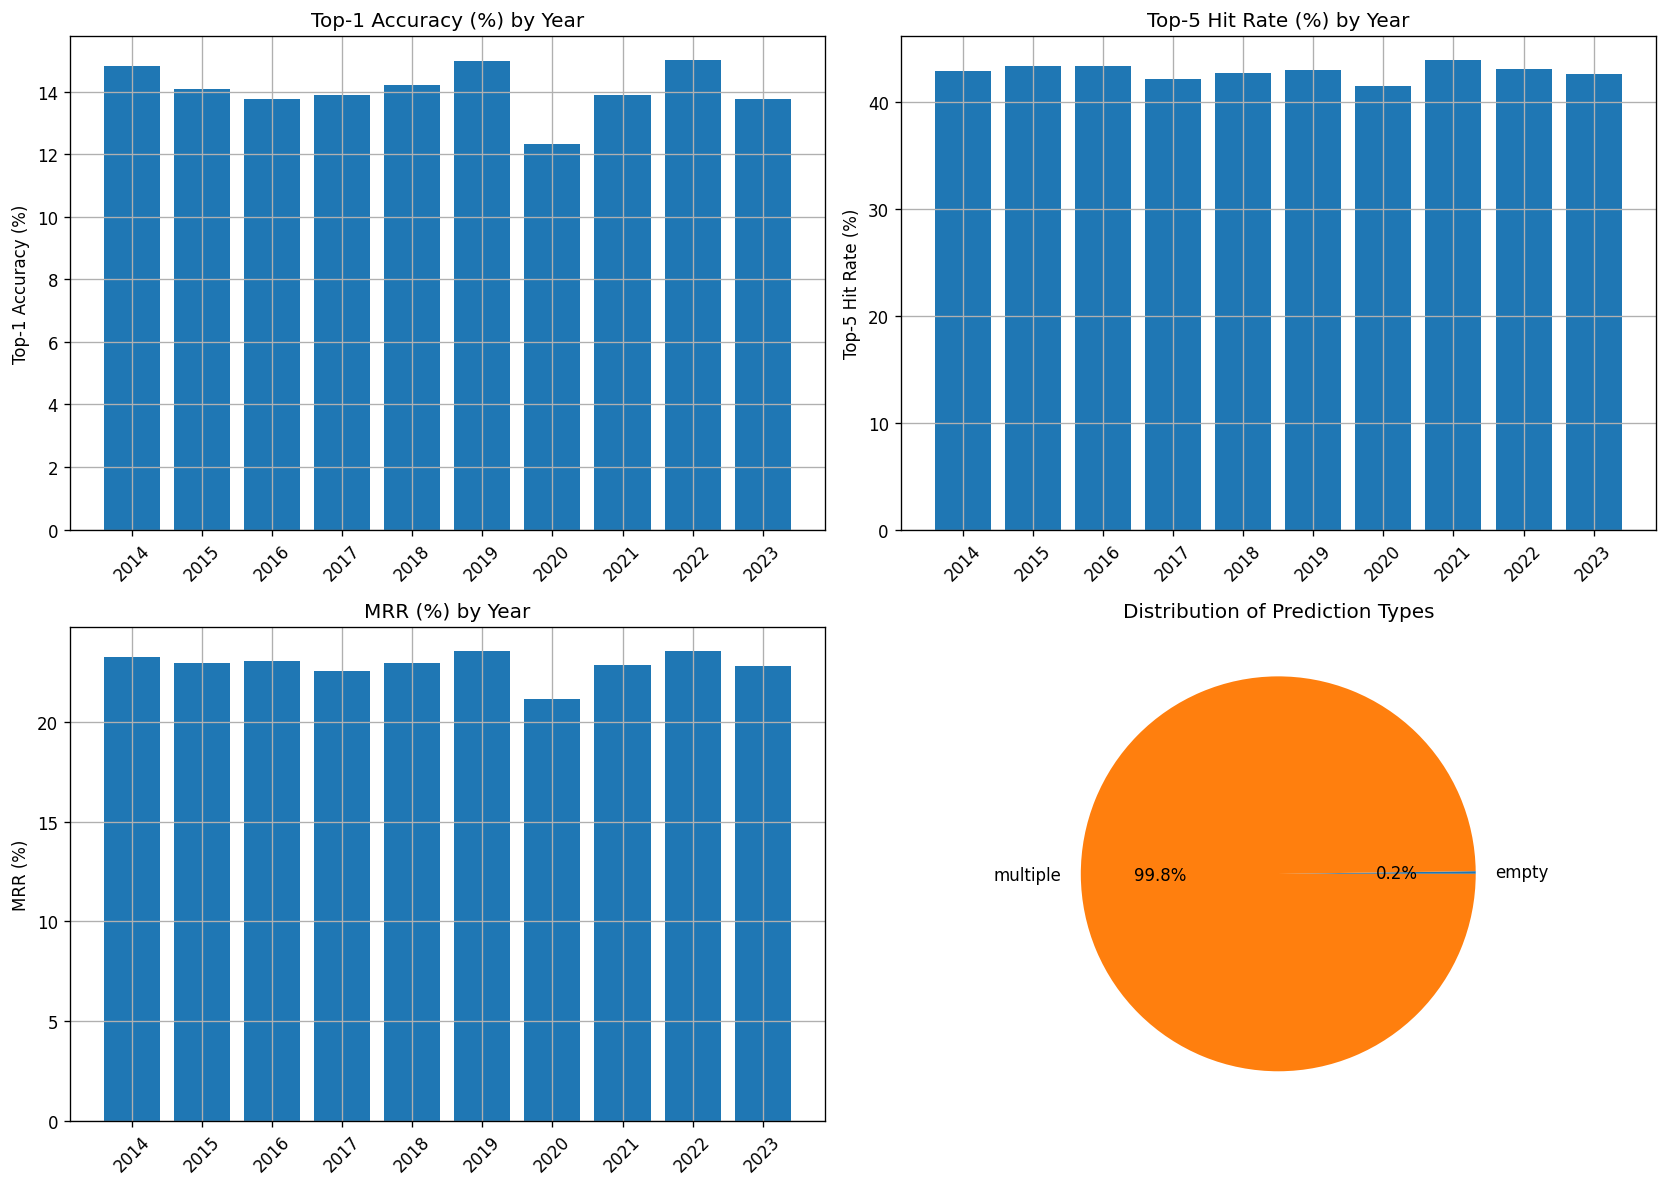 Top-1 Accuracy (%) by Year
Top-1 Accuracy (%)
14
12
10
8
6
4
2
0
2014 2015 2016 2017 2018 2019 2020 2021 2022 2023
Top-5 Hit Rate (%) by Year
Top-5 Hit Rate (%)
40
30
20
10
0
2014 2015 2016 2017 2018 2019 2020 2021 2022 2023
MRR (%) by Year
MRR (%)
20
15
10
5
0
2014 2015 2016 2017 2018 2019 2020 2021 2022 2023
Distribution of Prediction Types
multiple 99.8% 0.2% empty